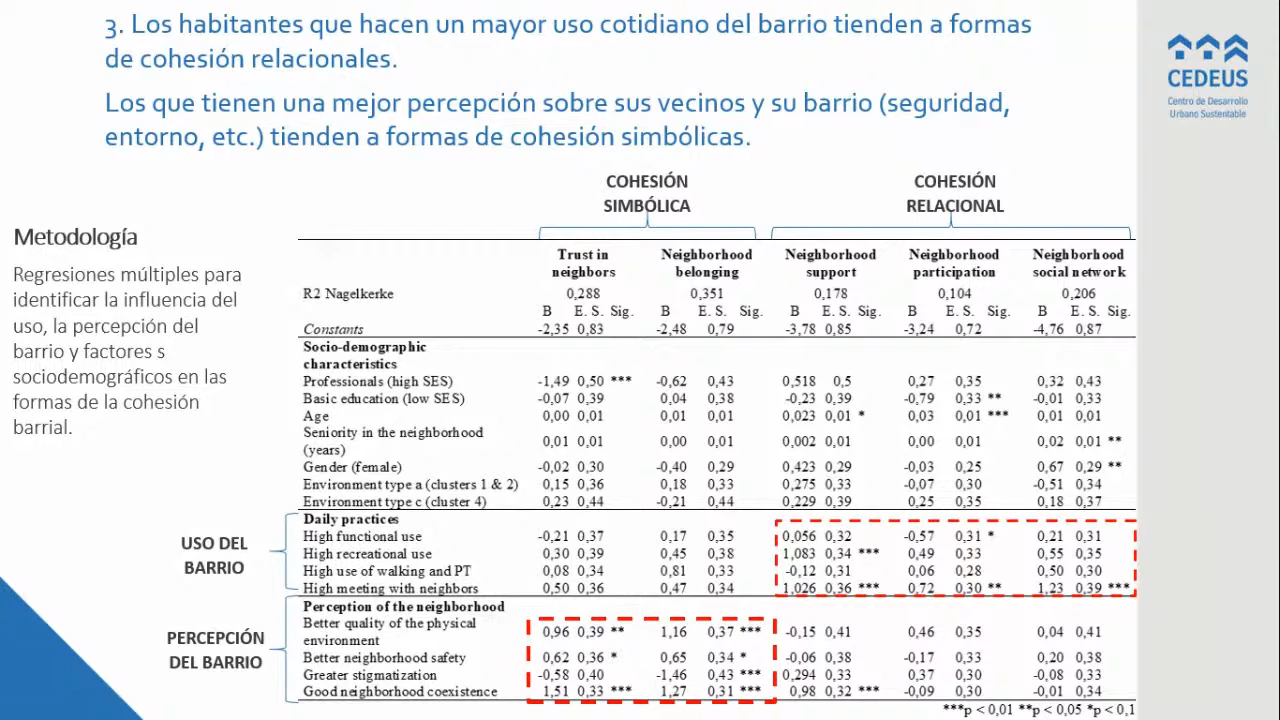 3. Los habitantes que hacen un mayor uso cotidiano del barrio tienden a formas
de cohesión relacionales.
Los que tienen una mejor percepción sobre sus vecinos y su barrio (seguridad,
entorno, etc.) tienden a formas de cohesión simbólicas.
CEDEUS
Centro de Desarrollo
Urbano Sustentable
Metodología
Regresiones múltiples para
identificar la influencia del
uso, la percepción del
barrio y factores s
sociodemográficos en las
formas de la cohesión
barrial.
COHESIÓN
SIMBÓLICA
COHESIÓN
RELACIONAL
Trust in neighbors Neighborhood belonging Neighborhood support Neighborhood participation Neighborhood social network
R2 Nagelkerke 0,288 0,351 0,178 0,104 0,206
B E. S. Sig. B E. S. Sig. B E. S. Sig. B E. S. Sig. B E. S. Sig.
Constants -2,35 0,83 -2,48 0,79 -3,78 0,85 -3,24 0,72 -4,76 0,87
Socio-demographic
characteristics
Professionals (high SES) -1,49 0,50 *** -0,62 0,43 0,518 0,5 0,27 0,35 0,32 0,43
Basic education (low SES) -0,07 0,39 0,04 0,38 -0,23 0,39 -0,79 0,33 ** -0,01 0,33
Age 0,00 0,01 0,01 0,01 0,023 0,01 * 0,03 0,01 *** 0,01 0,01
Seniority in the neighborhood
(years) 0,01 0,01 0,00 0,01 0,002 0,01 0,00 0,01 0,02 0,01 **
Gender (female) -0,02 0,30 -0,40 0,29 0,423 0,29 -0,03 0,25 0,67 0,29 **
Environment type a (clusters 1 & 2) 0,15 0,36 0,18 0,33 0,275 0,33 -0,07 0,30 -0,51 0,34
Environment type c (cluster 4) 0,23 0,44 -0,21 0,44 0,229 0,39 0,25 0,35 0,18 0,37
USO DEL
BARRIO
Daily practices
High functional use -0,21 0,37 0,17 0,35 0,056 0,32 -0,57 0,31 * 0,21 0,31
High recreational use 0,30 0,39 0,45 0,38 1,083 0,34 *** 0,49 0,33 0,55 0,35
High use of walking and PT 0,08 0,34 0,81 0,33 -0,12 0,31 0,06 0,28 0,50 0,30
High meeting with neighbors 0,50 0,36 0,47 0,34 1,026 0,36 *** 0,72 0,30 ** 1,23 0,39 ***
PERCEPCIÓN
DEL BARRIO
Perception of the neighborhood
Better quality of the physical
environment 0,96 0,39 ** 1,16 0,37 *** -0,15 0,41 0,46 0,35 0,04 0,41
Better neighborhood safety 0,62 0,36 * 0,65 0,34 * -0,06 0,38 -0,17 0,33 0,20 0,38
Greater stigmatization -0,58 0,40 -1,46 0,43 *** 0,294 0,33 0,37 0,30 -0,08 0,33
Good neighborhood coexistence 1,51 0,33 *** 1,27 0,31 *** 0,98 0,32 *** -0,09 0,30 -0,01 0,34
***p < 0,01 **p < 0,05 *p < 0,1